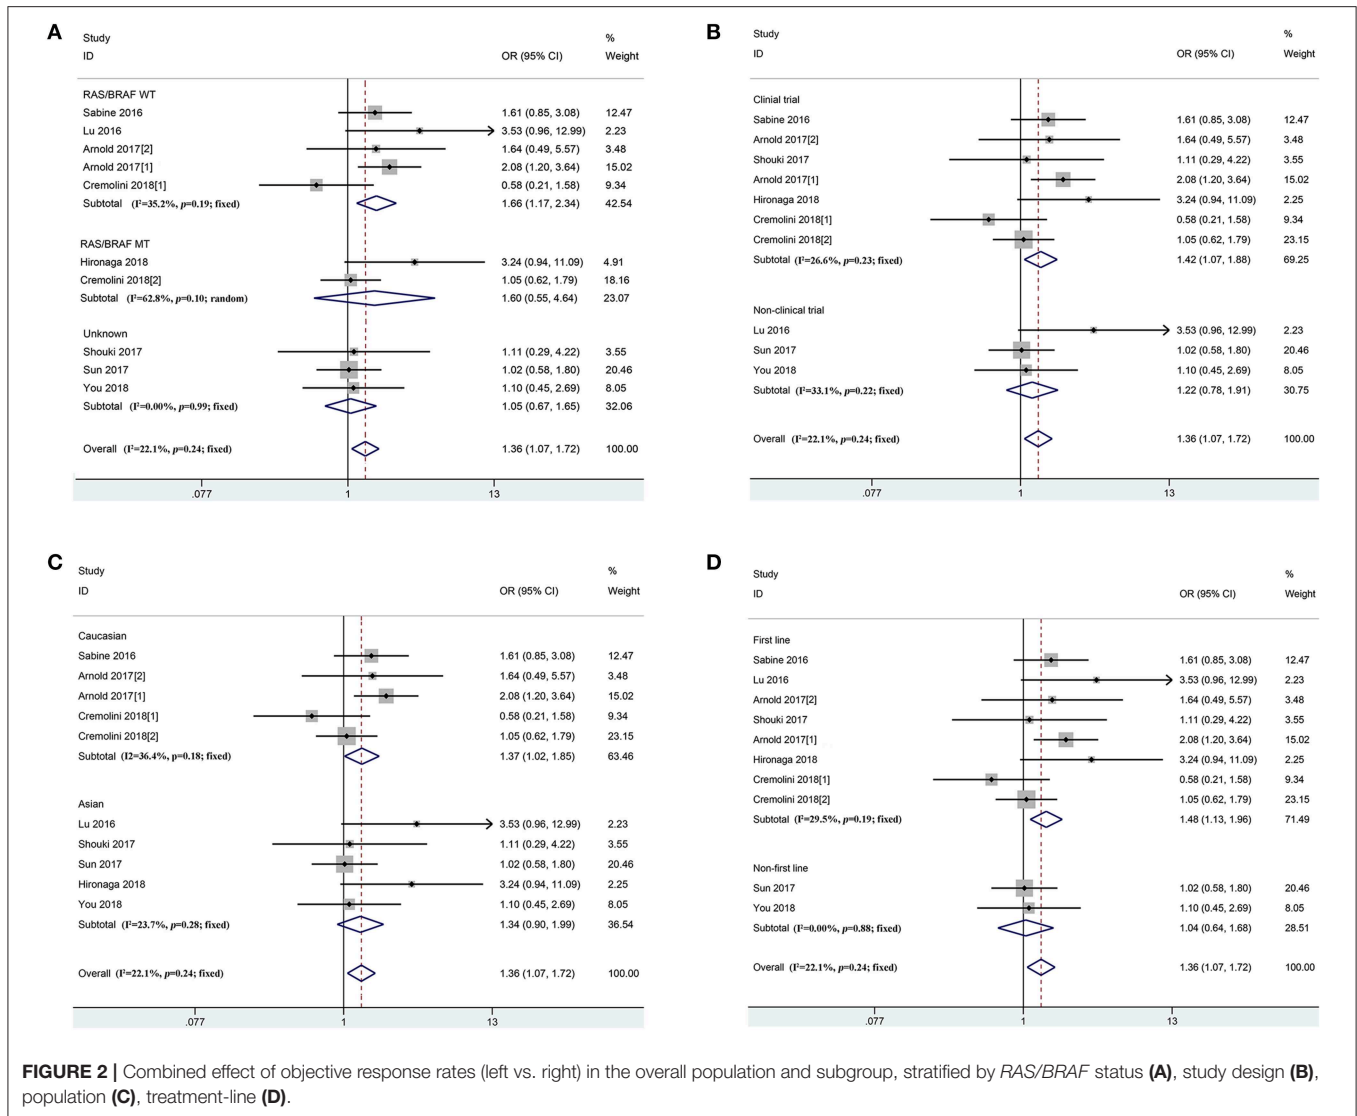 A
Study %
ID OR (95% CI) Weight
RAS/BRAF WT
Sabine 2016 1.61 (0.85, 3.08) 12.47
Lu 2016 3.53 (0.96, 12.99) 2.23
Arnold 2017[2] 1.64 (0.49, 5.57) 3.48
Arnold 2017[1] 2.08 (1.20, 3.64) 15.02
Cremolini 2018[1] 0.58 (0.21, 1.58) 9.34
Subtotal (I²=35.2%, p=0.19; fixed) 1.66 (1.17, 2.34) 42.54
RAS/BRAF MT
Hironaga 2018 3.24 (0.94, 11.09) 4.91
Cremolini 2018[2] 1.05 (0.62, 1.79) 18.16
Subtotal (I²=62.8%, p=0.10; random) 1.60 (0.55, 4.64) 23.07
Unknown
Shouki 2017 1.11 (0.29, 4.22) 3.55
Sun 2017 1.02 (0.58, 1.80) 20.46
You 2018 1.10 (0.45, 2.69) 8.05
Subtotal (I²=0.00%, p=0.99; fixed) 1.05 (0.67, 1.65) 32.06
Overall (I²=22.1%, p=0.24; fixed) 1.36 (1.07, 1.72) 100.00
.077 1 13
B
Study %
ID OR (95% CI) Weight
Clinial trial
Sabine 2016 1.61 (0.85, 3.08) 12.47
Arnold 2017[2] 1.64 (0.49, 5.57) 3.48
Shouki 2017 1.11 (0.29, 4.22) 3.55
Arnold 2017[1] 2.08 (1.20, 3.64) 15.02
Hironaga 2018 3.24 (0.94, 11.09) 2.25
Cremolini 2018[1] 0.58 (0.21, 1.58) 9.34
Cremolini 2018[2] 1.05 (0.62, 1.79) 23.15
Subtotal (I²=26.6%, p=0.23; fixed) 1.42 (1.07, 1.88) 69.25
Non-clinical trial
Lu 2016 3.53 (0.96, 12.99) 2.23
Sun 2017 1.02 (0.58, 1.80) 20.46
You 2018 1.10 (0.45, 2.69) 8.05
Subtotal (I²=33.1%, p=0.22; fixed) 1.22 (0.78, 1.91) 30.75
Overall (I²=22.1%, p=0.24; fixed) 1.36 (1.07, 1.72) 100.00
.077 1 13
C
Study %
ID OR (95% CI) Weight
Caucasian
Sabine 2016 1.61 (0.85, 3.08) 12.47
Arnold 2017[2] 1.64 (0.49, 5.57) 3.48
Arnold 2017[1] 2.08 (1.20, 3.64) 15.02
Cremolini 2018[1] 0.58 (0.21, 1.58) 9.34
Cremolini 2018[2] 1.05 (0.62, 1.79) 23.15
Subtotal (I2=36.4%, p=0.18; fixed) 1.37 (1.02, 1.85) 63.46
Asian
Lu 2016 3.53 (0.96, 12.99) 2.23
Shouki 2017 1.11 (0.29, 4.22) 3.55
Sun 2017 1.02 (0.58, 1.80) 20.46
Hironaga 2018 3.24 (0.94, 11.09) 2.25
You 2018 1.10 (0.45, 2.69) 8.05
Subtotal (I²=23.7%, p=0.28; fixed) 1.34 (0.90, 1.99) 36.54
Overall (I²=22.1%, p=0.24; fixed) 1.36 (1.07, 1.72) 100.00
.077 1 13
D
Study %
ID OR (95% CI) Weight
First line
Sabine 2016 1.61 (0.85, 3.08) 12.47
Lu 2016 3.53 (0.96, 12.99) 2.23
Arnold 2017[2] 1.64 (0.49, 5.57) 3.48
Shouki 2017 1.11 (0.29, 4.22) 3.55
Arnold 2017[1] 2.08 (1.20, 3.64) 15.02
Hironaga 2018 3.24 (0.94, 11.09) 2.25
Cremolini 2018[1] 0.58 (0.21, 1.58) 9.34
Cremolini 2018[2] 1.05 (0.62, 1.79) 23.15
Subtotal (I²=29.5%, p=0.19; fixed) 1.48 (1.13, 1.96) 71.49
Non-first line
Sun 2017 1.02 (0.58, 1.80) 20.46
You 2018 1.10 (0.45, 2.69) 8.05
Subtotal (I²=0.00%, p=0.88; fixed) 1.04 (0.64, 1.68) 28.51
Overall (I²=22.1%, p=0.24; fixed) 1.36 (1.07, 1.72) 100.00
.077 1 13
FIGURE 2 | Combined effect of objective response rates (left vs. right) in the overall population and subgroup, stratified by RAS/BRAF status (A), study design (B),
population (C), treatment-line (D).